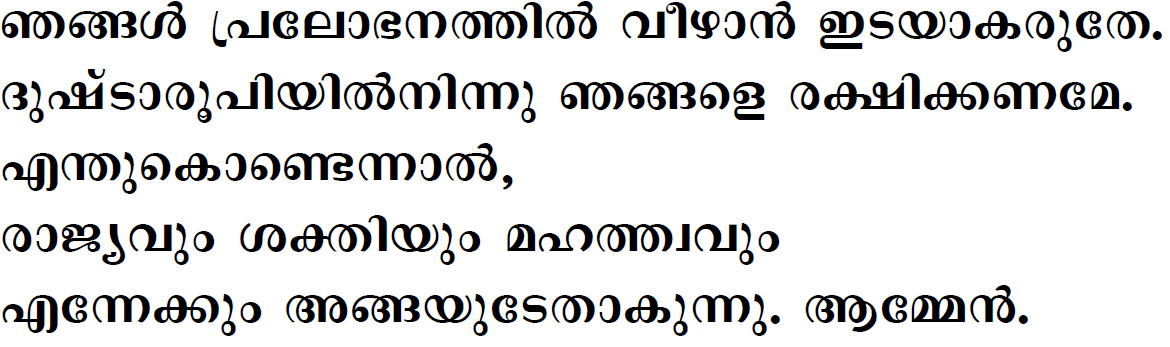 ഞങ്ങൾ പ്രലോഭനത്തിൽ വീഴാൻ ഇടയാകരുതേ.
ദുഷ്ടാരൂപിയിൽനിന്നു ഞങ്ങളെ രക്ഷിക്കണമേ.
എന്തുകൊണ്ടെന്നാൽ,
രാജ്യവും ശക്തിയും മഹത്ത്വവും
എന്നേക്കും അങ്ങയുടേതാകുന്നു. ആമ്മേൻ.